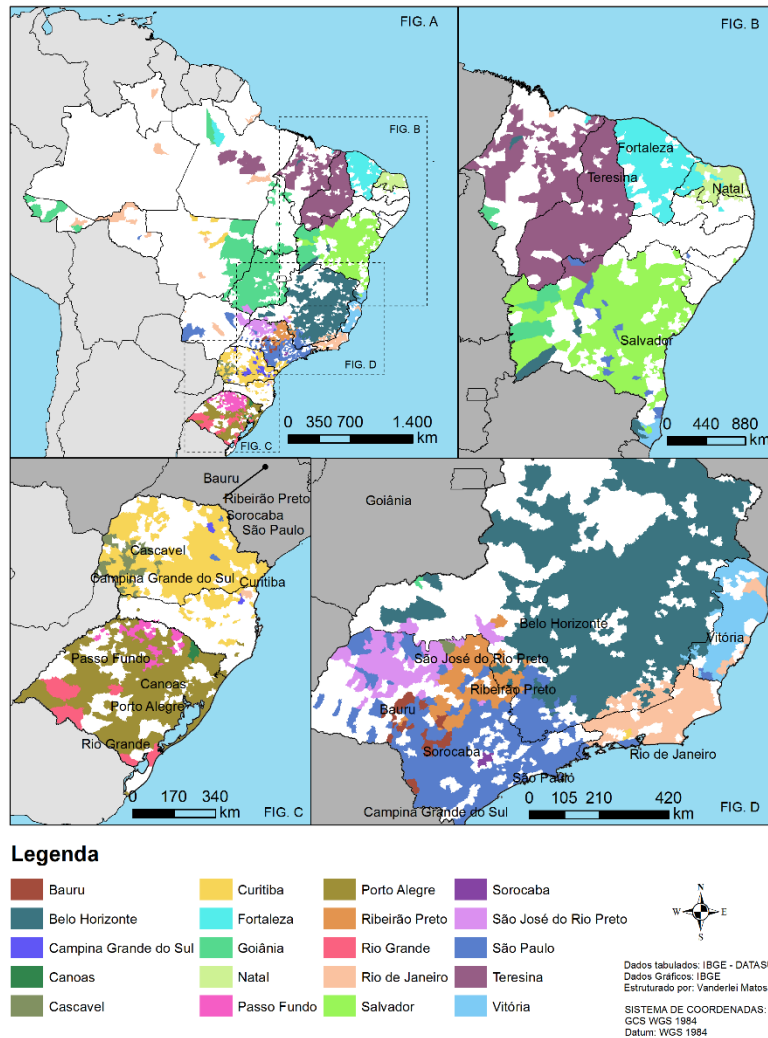 FIG. A
FIG. B
FIG. D
FIG. C
0 350 700 1.400
km
FIG. B
Fortaleza
Teresina
Natal
Salvador
0 440 880
km
Bauru
Ribeirão Preto
Sorocaba
São Paulo
Cascavel
Campina Grande do Sul
Curitiba
Passo Fundo
Canoas
Porto Alegre
Rio Grande
0 170 340
km
FIG. C
Goiânia
Belo Horizonte
Vitória
São José do Rio Preto
Ribeirão Preto
Bauru
Sorocaba
Rio de Janeiro
São Paulo
Campina Grande do Sul
0 105 210 420
km
FIG. D
Legenda
Bauru
Belo Horizonte
Campina Grande do Sul
Canoas
Cascavel
Curitiba
Fortaleza
Goiânia
Natal
Passo Fundo
Porto Alegre
Ribeirão Preto
Rio Grande
Rio de Janeiro
Salvador
Sorocaba
São José do Rio Preto
São Paulo
Teresina
Vitória
N
W E
S
Dados tabulados: IBGE - DATASU
Dados Gráficos: IBGE
Estruturado por: Vanderlei Matos
SISTEMA DE COORDENADAS:
GCS WGS 1984
Datum: WGS 1984